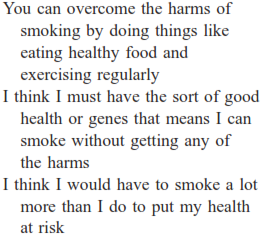 You can overcome the harms of
smoking by doing things like
eating healthy food and
exercising regularly
I think I must have the sort of good
health or genes that means I can
smoke without getting any of
the harms
I think I would have to smoke a lot
more than I do to put my health
at risk